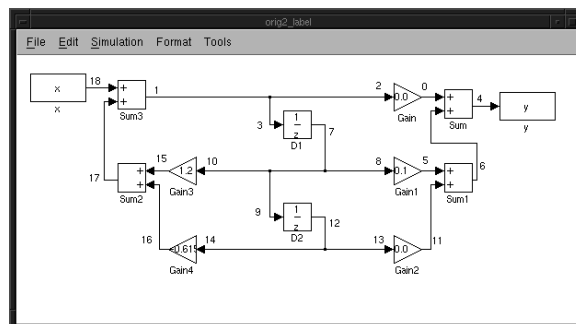 orig2_label
File Edit Simulation Format Tools
x 18 + + 1 2 0.0 0 + + 4 y
x Sum3 Gain Sum y
3 1 z 7
D1
17 + + 15 1.2 10 8 0.1 5 + + 6
Sum2 Gain3 Gain1 Sum1
9 1 z 12
D2
16 14 13 0.0 11
Gain4 Gain2